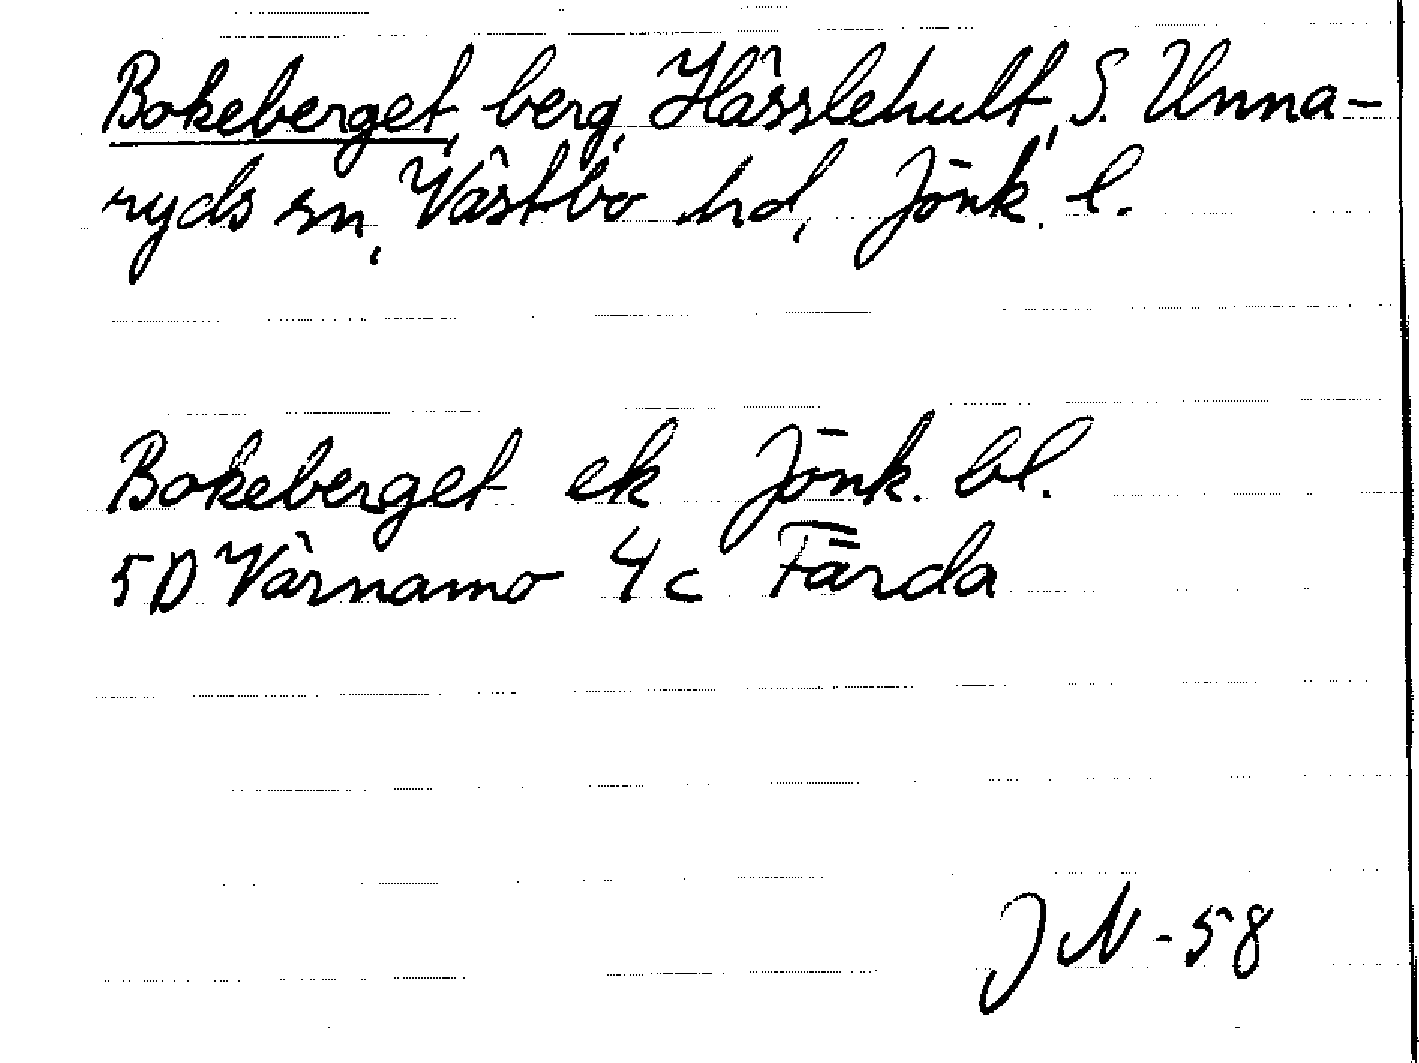 Bokeberget, berg, Hässlehult, S. Unna-
ryds sn, Västbo hd, Jönk. l.
Bokeberget ek Jönk. bl.
5D Värnamo 4c Färda
JN-58